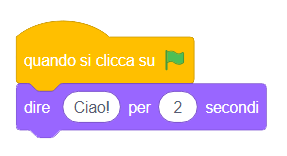 quando si clicca su
dire Ciao! per 2 secondi